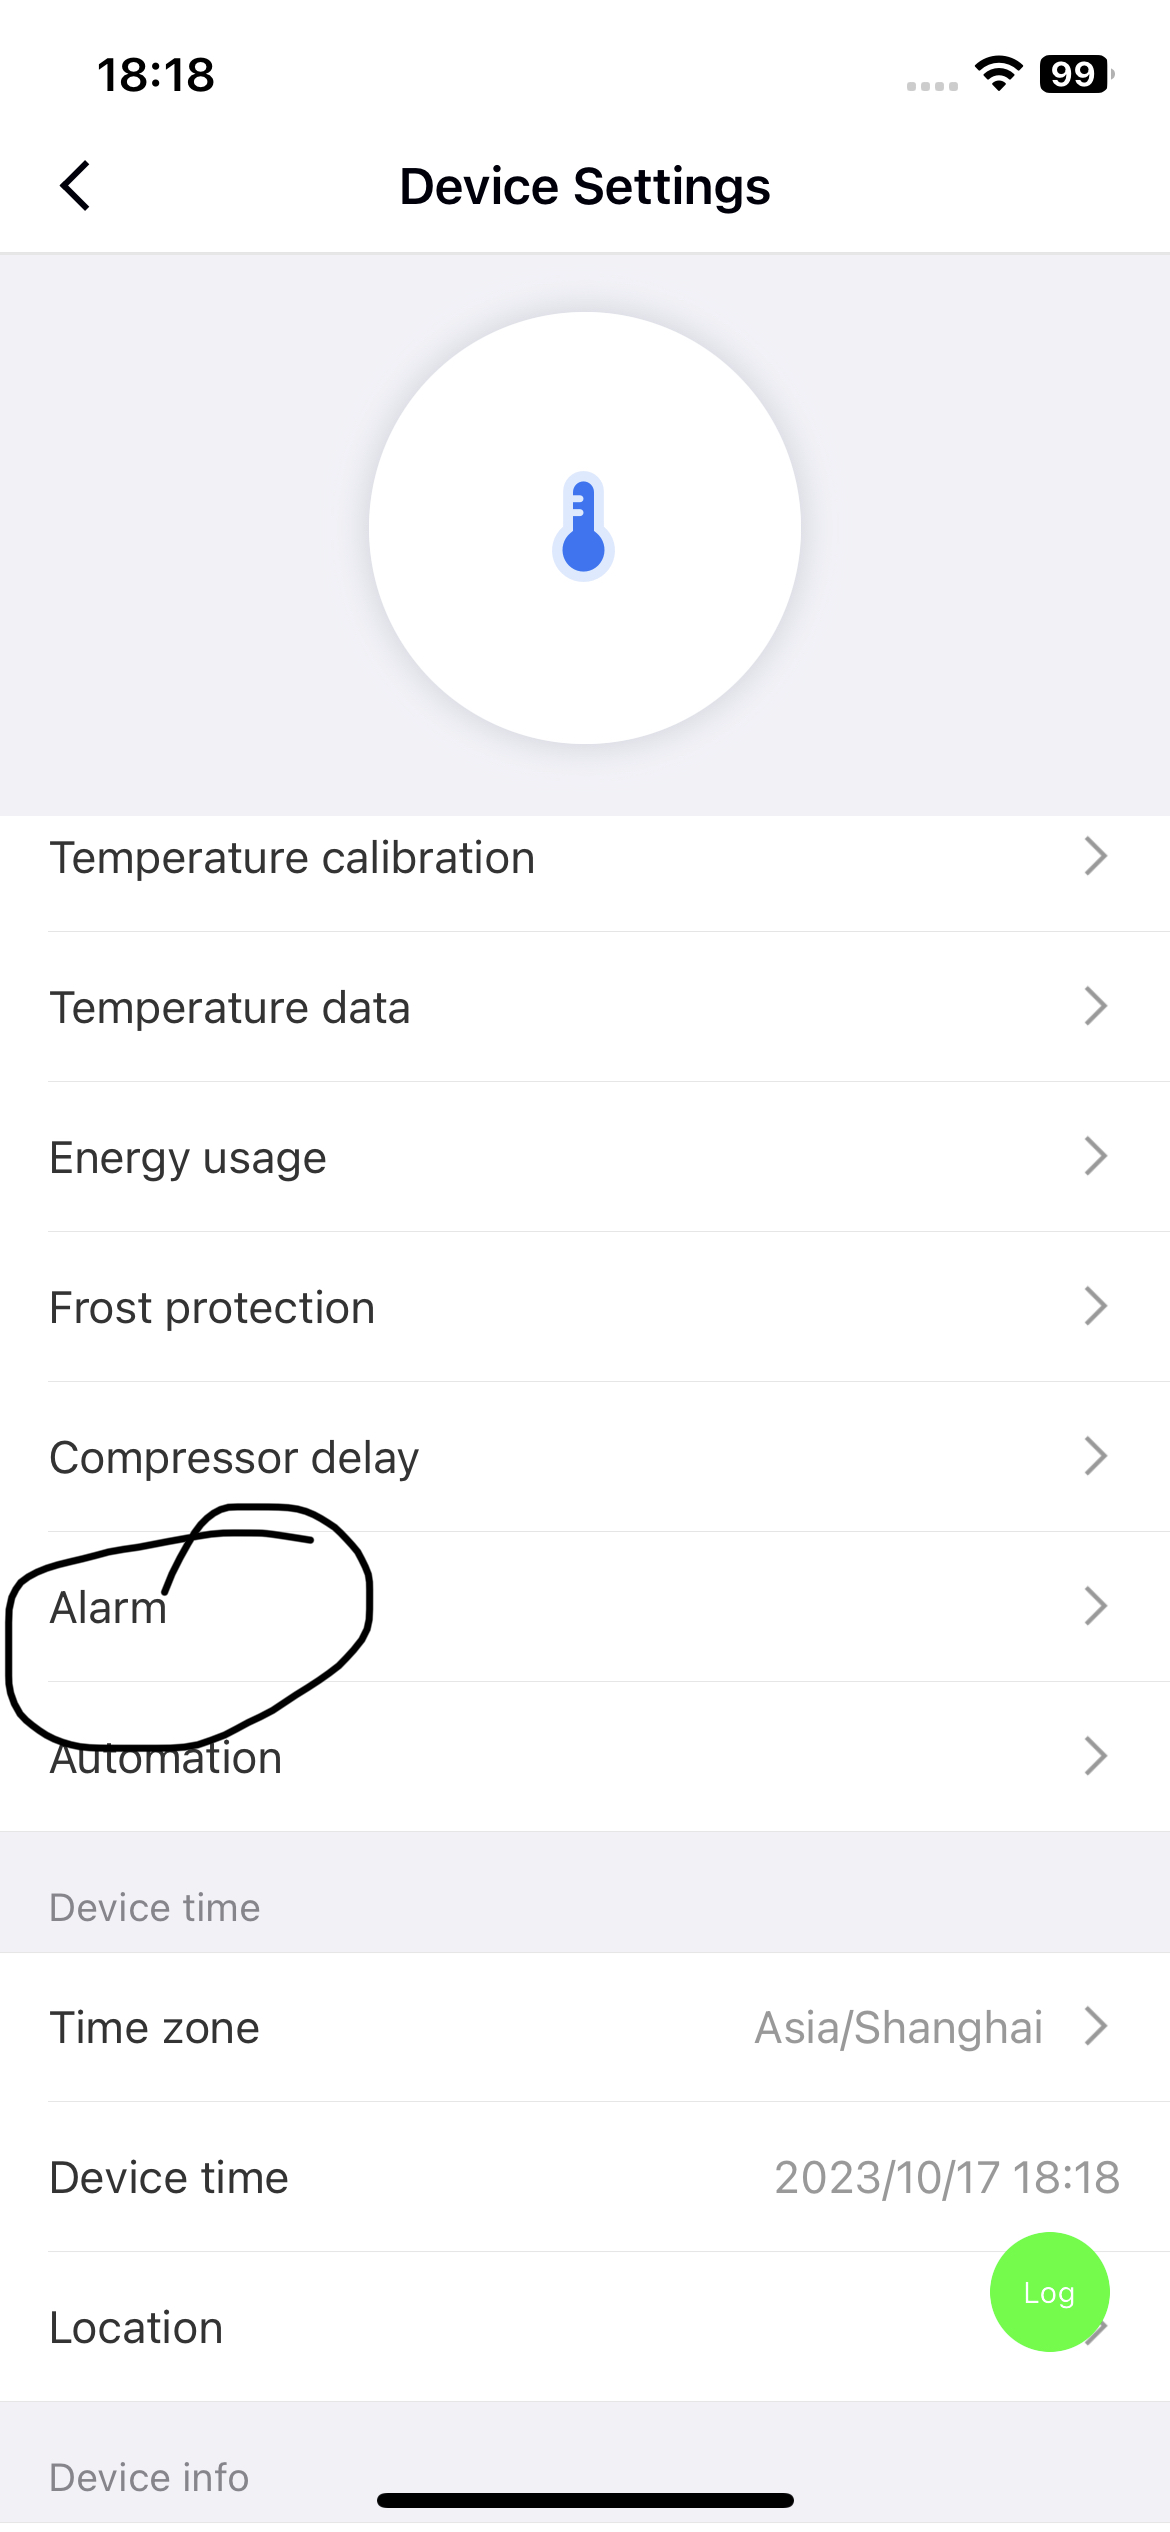 18:18
99
Device Settings
Temperature calibration
Temperature data
Energy usage
Frost protection
Compressor delay
Alarm
Automation
Device time
Time zone Asia/Shanghai
Device time 2023/10/17 18:18
Log
Location
Device info